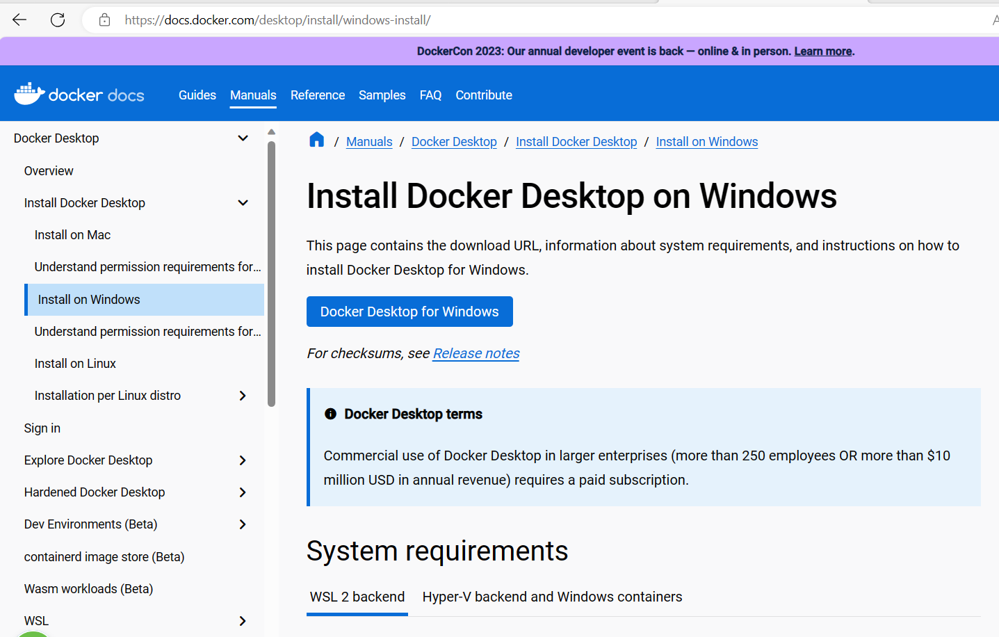 https://docs.docker.com/desktop/install/windows-install/
DockerCon 2023: Our annual developer event is back — online & in person. Learn more.
docker docs
Guides Manuals Reference Samples FAQ Contribute
Docker Desktop
Overview
Install Docker Desktop
Install on Mac
Understand permission requirements for...
Install on Windows
Understand permission requirements for...
Install on Linux
Installation per Linux distro
Sign in
Explore Docker Desktop
Hardened Docker Desktop
Dev Environments (Beta)
containerd image store (Beta)
Wasm workloads (Beta)
WSL
/ Manuals / Docker Desktop / Install Docker Desktop / Install on Windows
Install Docker Desktop on Windows
This page contains the download URL, information about system requirements, and instructions on how to
install Docker Desktop for Windows.
Docker Desktop for Windows
For checksums, see Release notes
Docker Desktop terms
Commercial use of Docker Desktop in larger enterprises (more than 250 employees OR more than $10
million USD in annual revenue) requires a paid subscription.
System requirements
WSL 2 backend Hyper-V backend and Windows containers